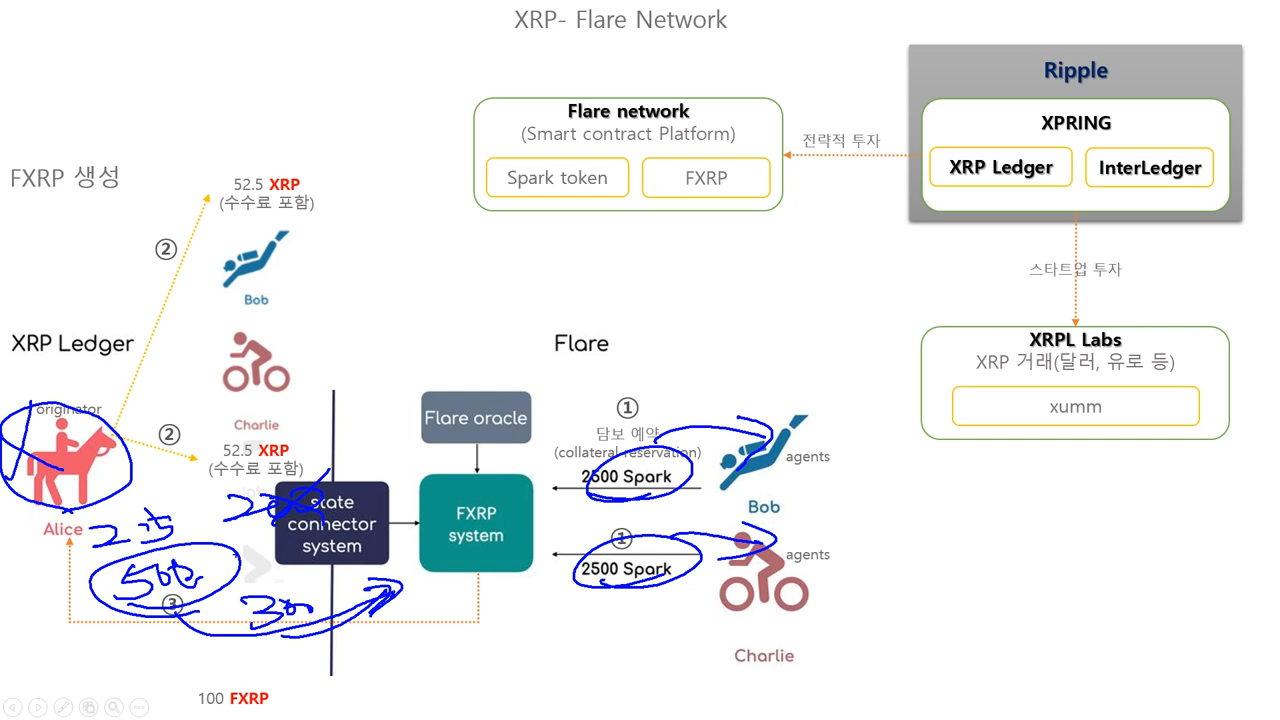 XRP- Flare Network
Ripple
XPRING
XRP Ledger
InterLedger
전략적 투자
Flare network
(Smart contract Platform)
Spark token
FXRP
스타트업 투자
XRPL Labs
XRP 거래(달러, 유로 등)
xumm
FXRP 생성
52.5 XRP
(수수료 포함)
②
Bob
XRP Ledger
Charlie
originator
②
52.5 XRP
(수수료 포함)
Alice
state
connector
system
Flare
Flare oracle
FXRP
system
①
담보 예약
(collateral reservation)
2500 Spark
agents
Bob
①
2500 Spark
agents
Charlie
③
100 FXRP